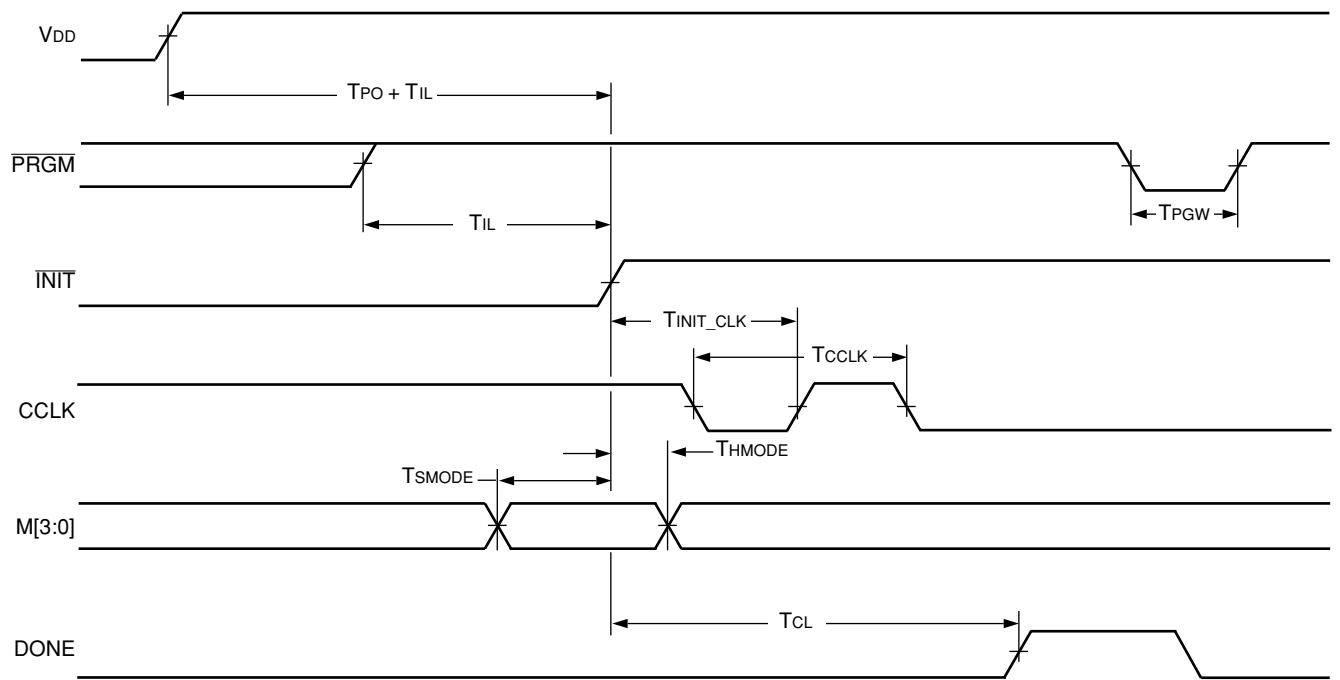 VDD
TPO + TIL
PRGM
TIL
TPGW
INIT
TINIT_CLK
TCCLK
CCLK
THMODE
TSMODE
M[3:0]
TCL
DONE